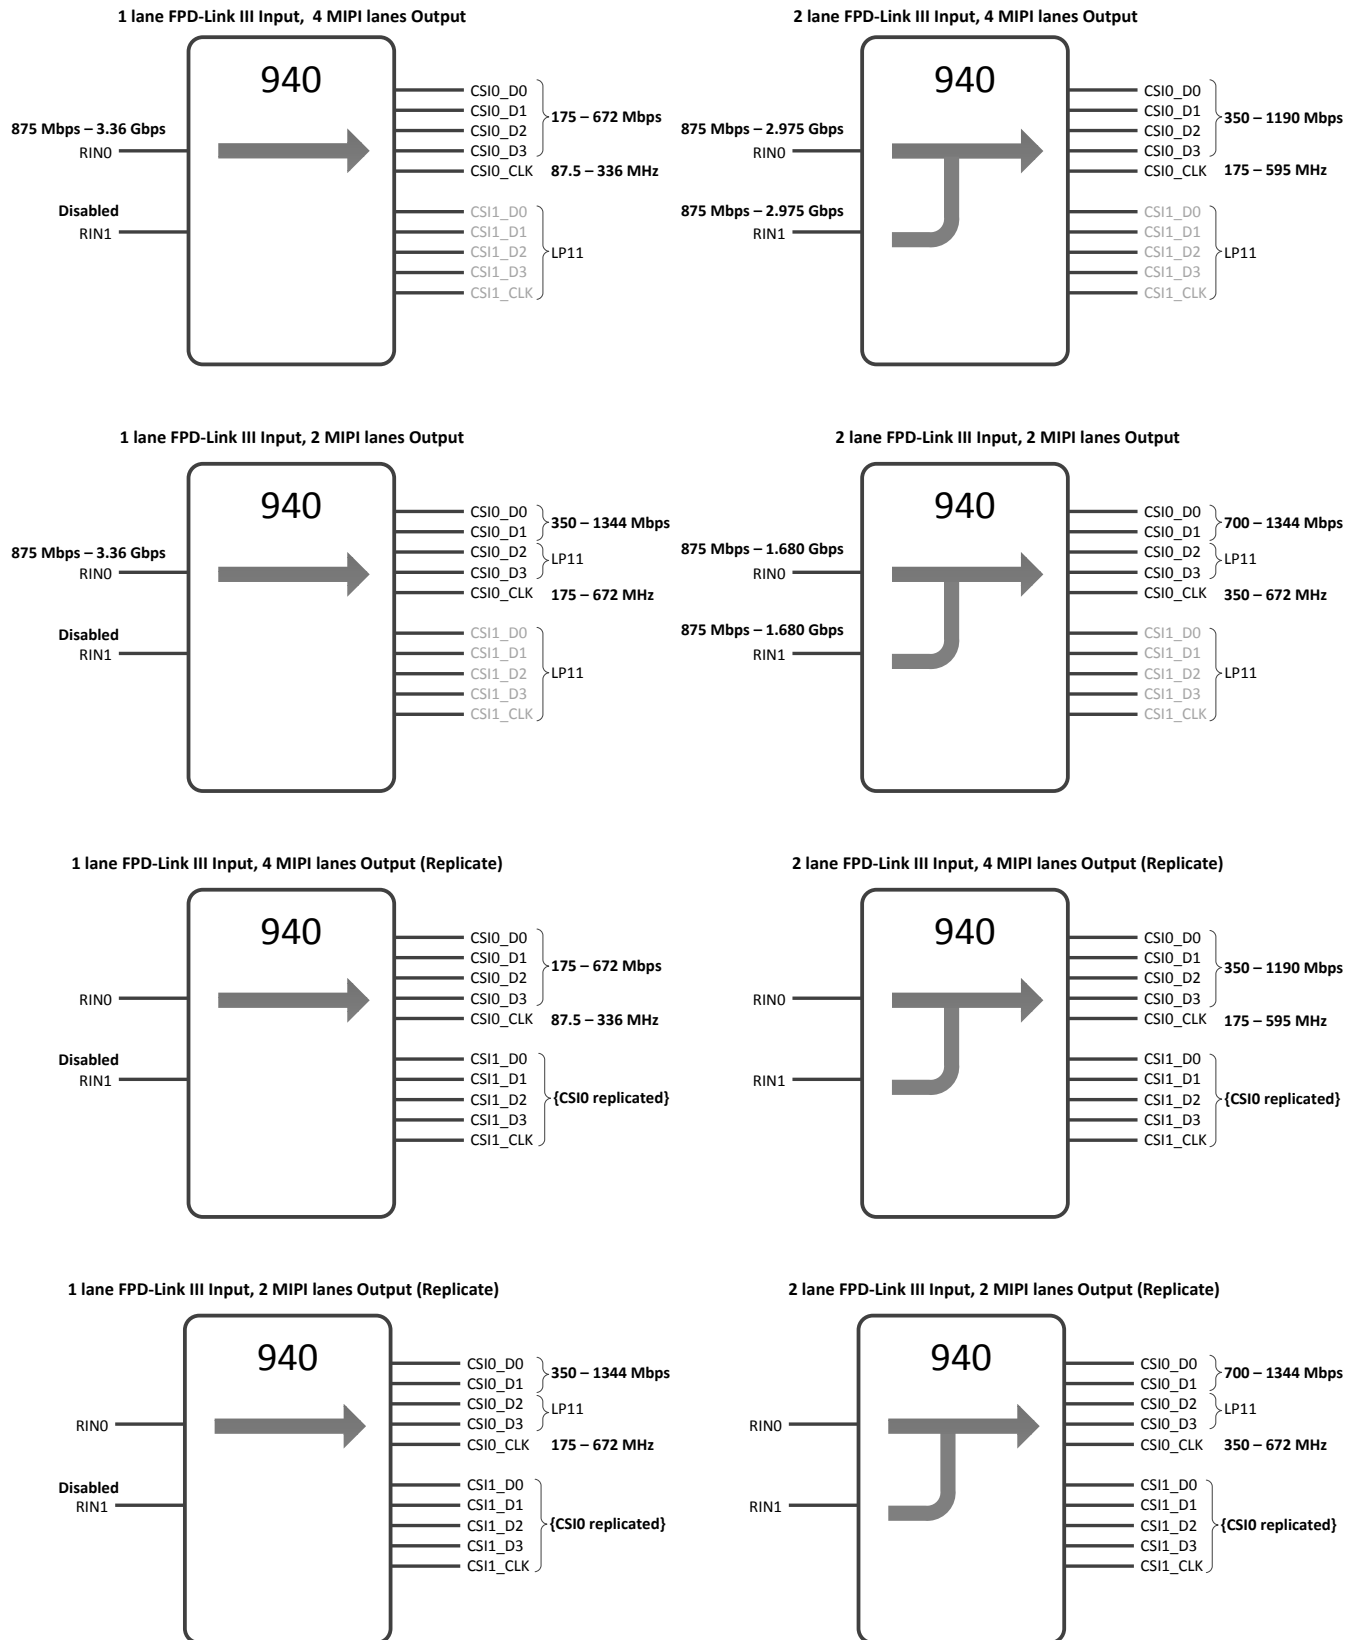 1 lane FPD-Link III Input, 4 MIPI lanes Output
940
875 Mbps – 3.36 Gbps
RIN0
Disabled
RIN1
CSI0_D0
CSI0_D1
CSI0_D2
CSI0_D3
175 – 672 Mbps
CSI0_CLK 87.5 – 336 MHz
CSI1_D0
CSI1_D1
CSI1_D2
CSI1_D3
CSI1_CLK
LP11
2 lane FPD-Link III Input, 4 MIPI lanes Output
940
875 Mbps – 2.975 Gbps
RIN0
875 Mbps – 2.975 Gbps
RIN1
CSI0_D0
CSI0_D1
CSI0_D2
CSI0_D3
350 – 1190 Mbps
CSI0_CLK 175 – 595 MHz
CSI1_D0
CSI1_D1
CSI1_D2
CSI1_D3
CSI1_CLK
LP11
1 lane FPD-Link III Input, 2 MIPI lanes Output
940
875 Mbps – 3.36 Gbps
RIN0
Disabled
RIN1
CSI0_D0
CSI0_D1
350 – 1344 Mbps
CSI0_D2
CSI0_D3
LP11
CSI0_CLK 175 – 672 MHz
CSI1_D0
CSI1_D1
CSI1_D2
CSI1_D3
CSI1_CLK
LP11
2 lane FPD-Link III Input, 2 MIPI lanes Output
940
875 Mbps – 1.680 Gbps
RIN0
875 Mbps – 1.680 Gbps
RIN1
CSI0_D0
CSI0_D1
700 – 1344 Mbps
CSI0_D2
CSI0_D3
LP11
CSI0_CLK 350 – 672 MHz
CSI1_D0
CSI1_D1
CSI1_D2
CSI1_D3
CSI1_CLK
LP11
1 lane FPD-Link III Input, 4 MIPI lanes Output (Replicate)
940
RIN0
Disabled
RIN1
CSI0_D0
CSI0_D1
CSI0_D2
CSI0_D3
175 – 672 Mbps
CSI0_CLK 87.5 – 336 MHz
CSI1_D0
CSI1_D1
CSI1_D2
CSI1_D3
CSI1_CLK
{CSI0 replicated}
2 lane FPD-Link III Input, 4 MIPI lanes Output (Replicate)
940
RIN0
RIN1
CSI0_D0
CSI0_D1
CSI0_D2
CSI0_D3
350 – 1190 Mbps
CSI0_CLK 175 – 595 MHz
CSI1_D0
CSI1_D1
CSI1_D2
CSI1_D3
CSI1_CLK
{CSI0 replicated}
1 lane FPD-Link III Input, 2 MIPI lanes Output (Replicate)
940
RIN0
Disabled
RIN1
CSI0_D0
CSI0_D1
350 – 1344 Mbps
CSI0_D2
CSI0_D3
LP11
CSI0_CLK 175 – 672 MHz
CSI1_D0
CSI1_D1
CSI1_D2
CSI1_D3
CSI1_CLK
{CSI0 replicated}
2 lane FPD-Link III Input, 2 MIPI lanes Output (Replicate)
940
RIN0
RIN1
CSI0_D0
CSI0_D1
700 – 1344 Mbps
CSI0_D2
CSI0_D3
LP11
CSI0_CLK 350 – 672 MHz
CSI1_D0
CSI1_D1
CSI1_D2
CSI1_D3
CSI1_CLK
{CSI0 replicated}